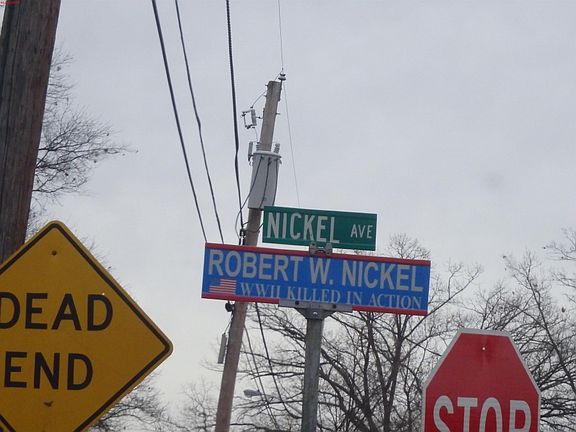 NICKEL AVE
ROBERT W. NICKEL
WWII KILLED IN ACTION
DEAD
END
STOP